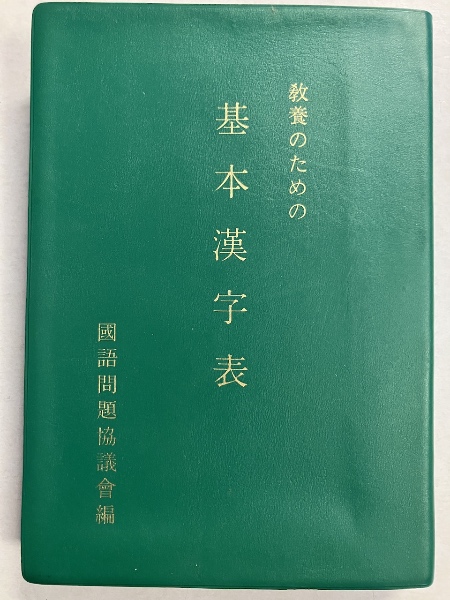 教養のための
基本漢字表
國語問題協議會編